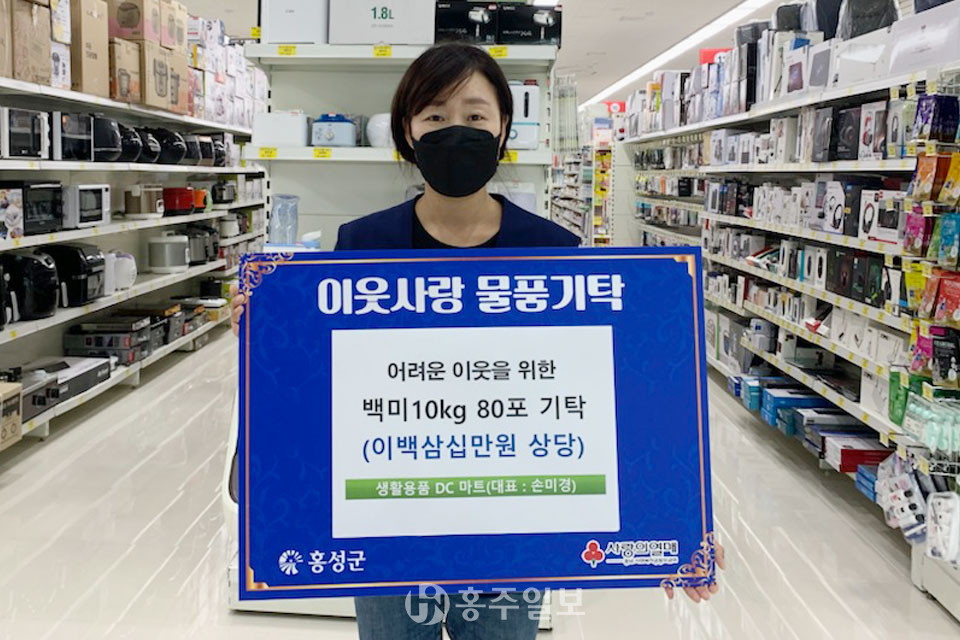 1.8L
이웃사랑 물품기탁
어려운 이웃을 위한
백미10kg 80포 기탁
(이백삼십만원 상당)
생활용품 DC 마트(대표 : 손미경)
홍성군
사랑의열매
홍주일보